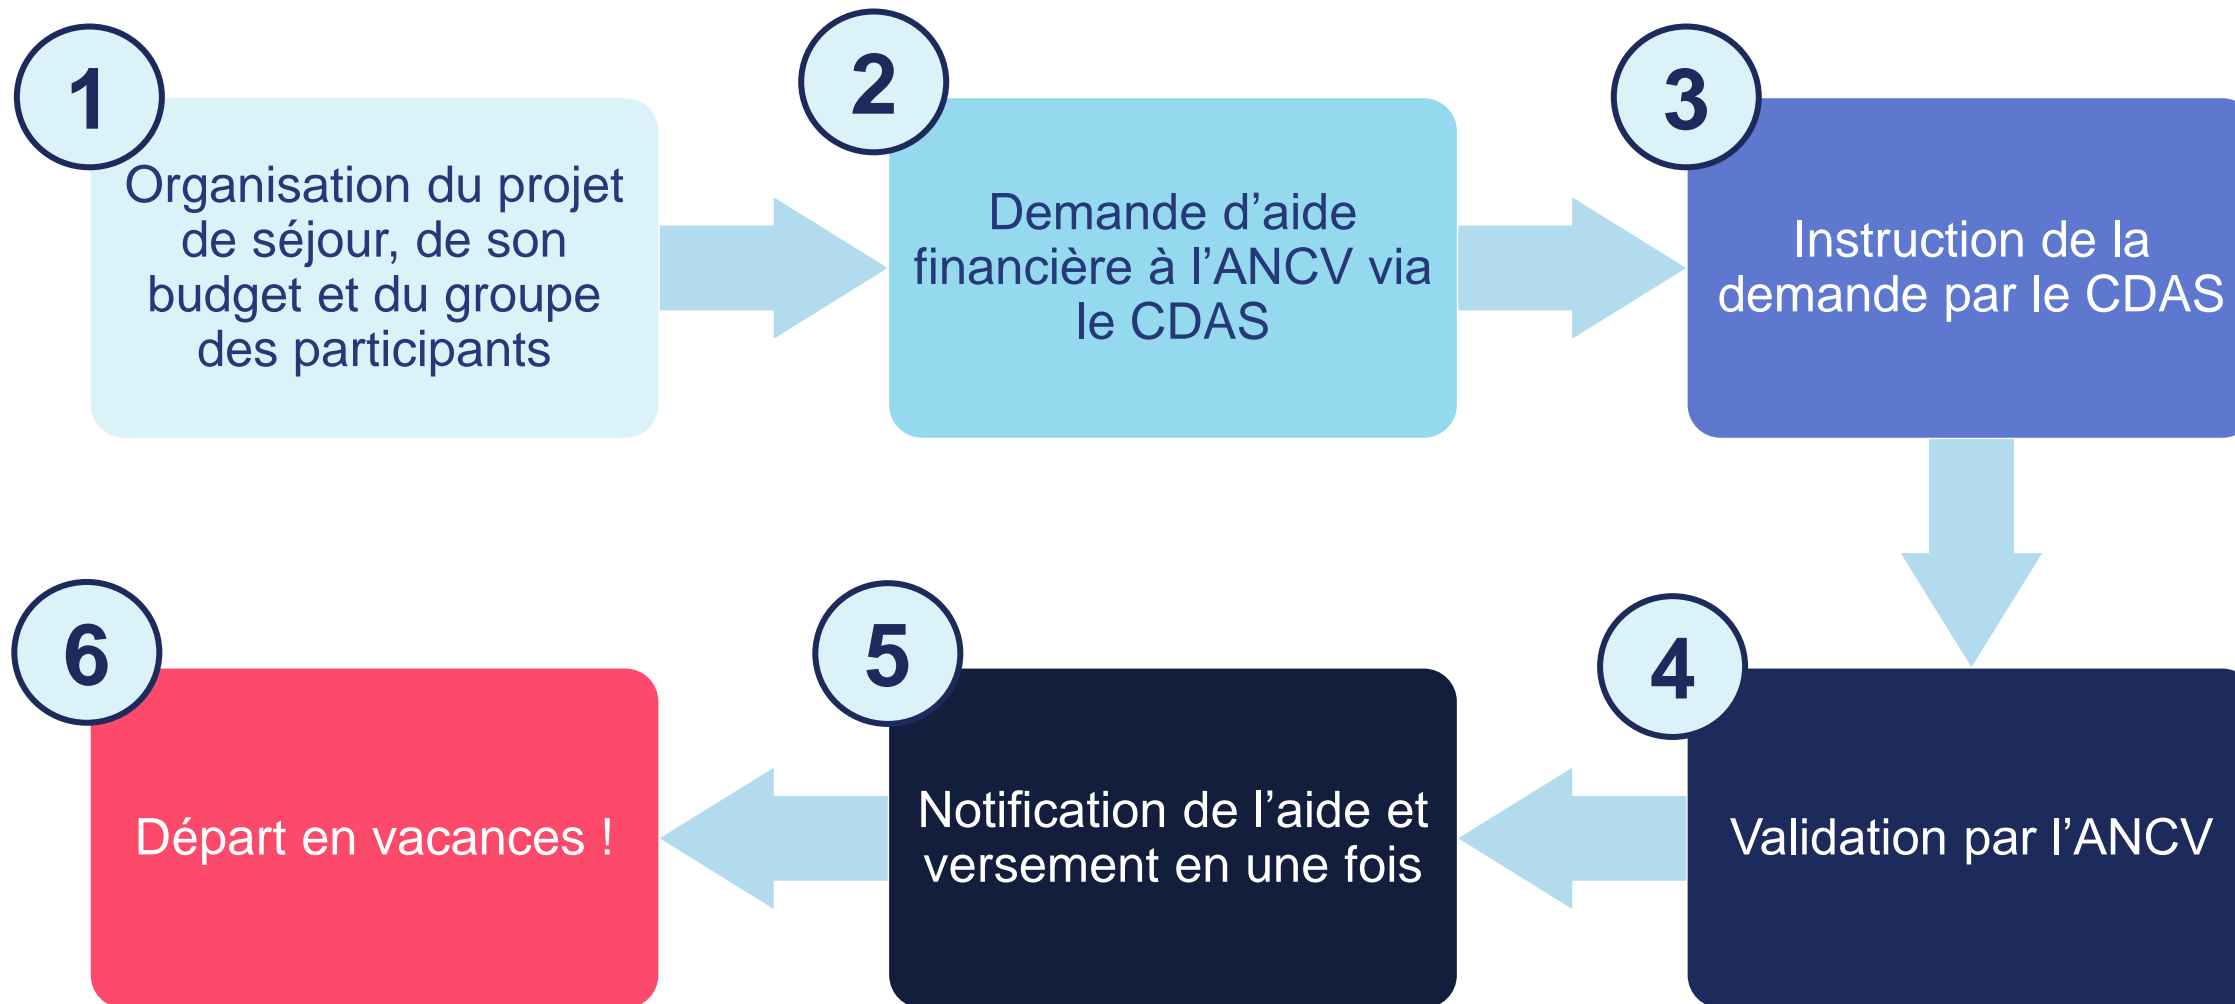 1
Organisation du projet
de séjour, de son
budget et du groupe
des participants
2
Demande d’aide
financière à l’ANCV via
le CDAS
3
Instruction de la
demande par le CDAS
4
Validation par l’ANCV
5
Notification de l’aide et
versement en une fois
6
Départ en vacances !